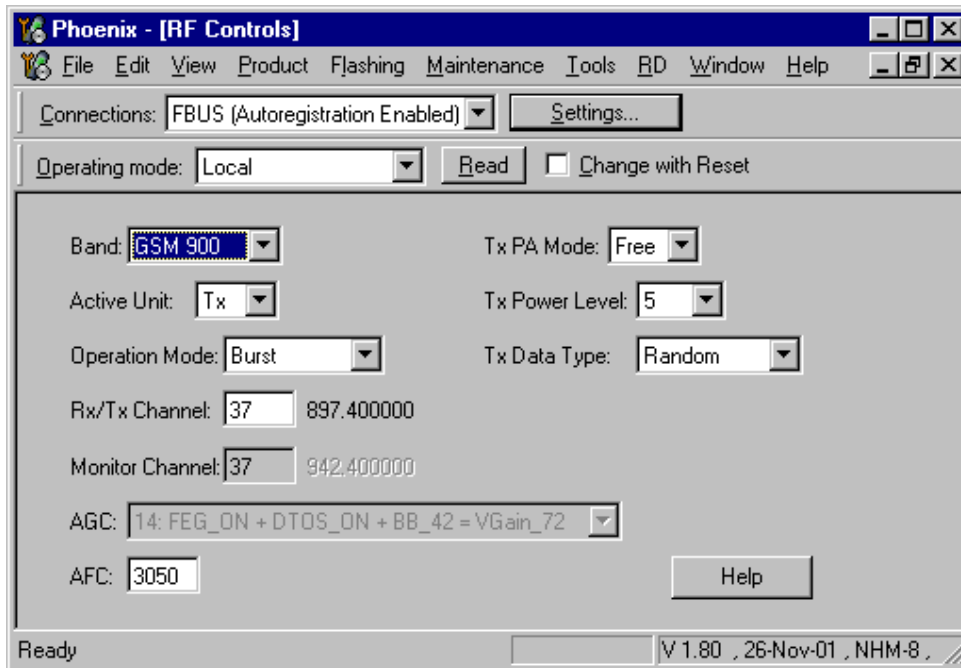 Phoenix - [RF Controls]
File Edit View Product Flashing Maintenance Tools RD Window Help
Connections: FBUS (Autoregistration Enabled) Settings...
Operating mode: Local Read Change with Reset
Band: GSM 900 Tx PA Mode: Free
Active Unit: Tx Tx Power Level: 5
Operation Mode: Burst Tx Data Type: Random
Rx/Tx Channel: 37 897.400000
Monitor Channel: 37 942.400000
AGC: 14: FEG_ON + DTOS_ON + BB_42 = VGain_72
AFC: 3050 Help
Ready V 1.80 , 26-Nov-01 , NHM-8 ,